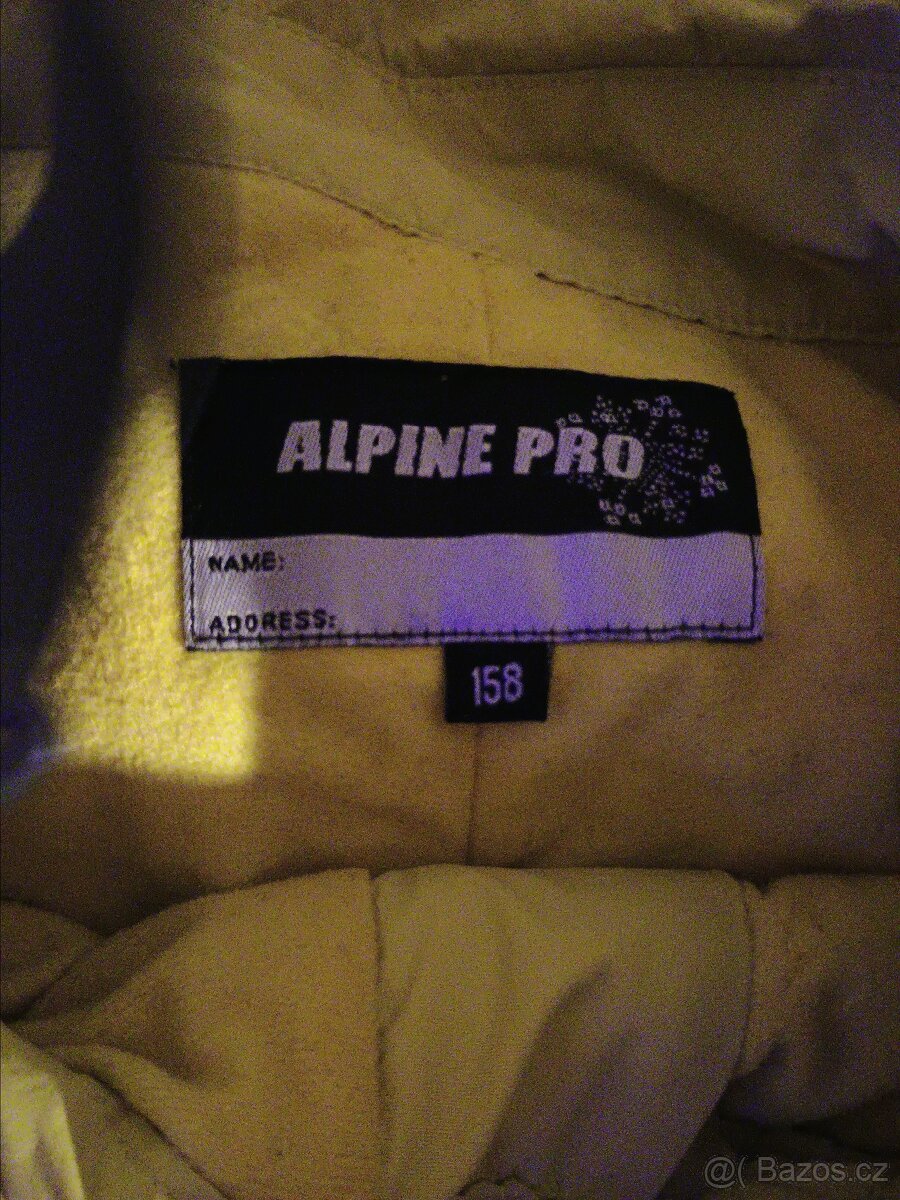 ALPINE PRO
NAME:
ADDRESS:
158
@( Bazos.cz